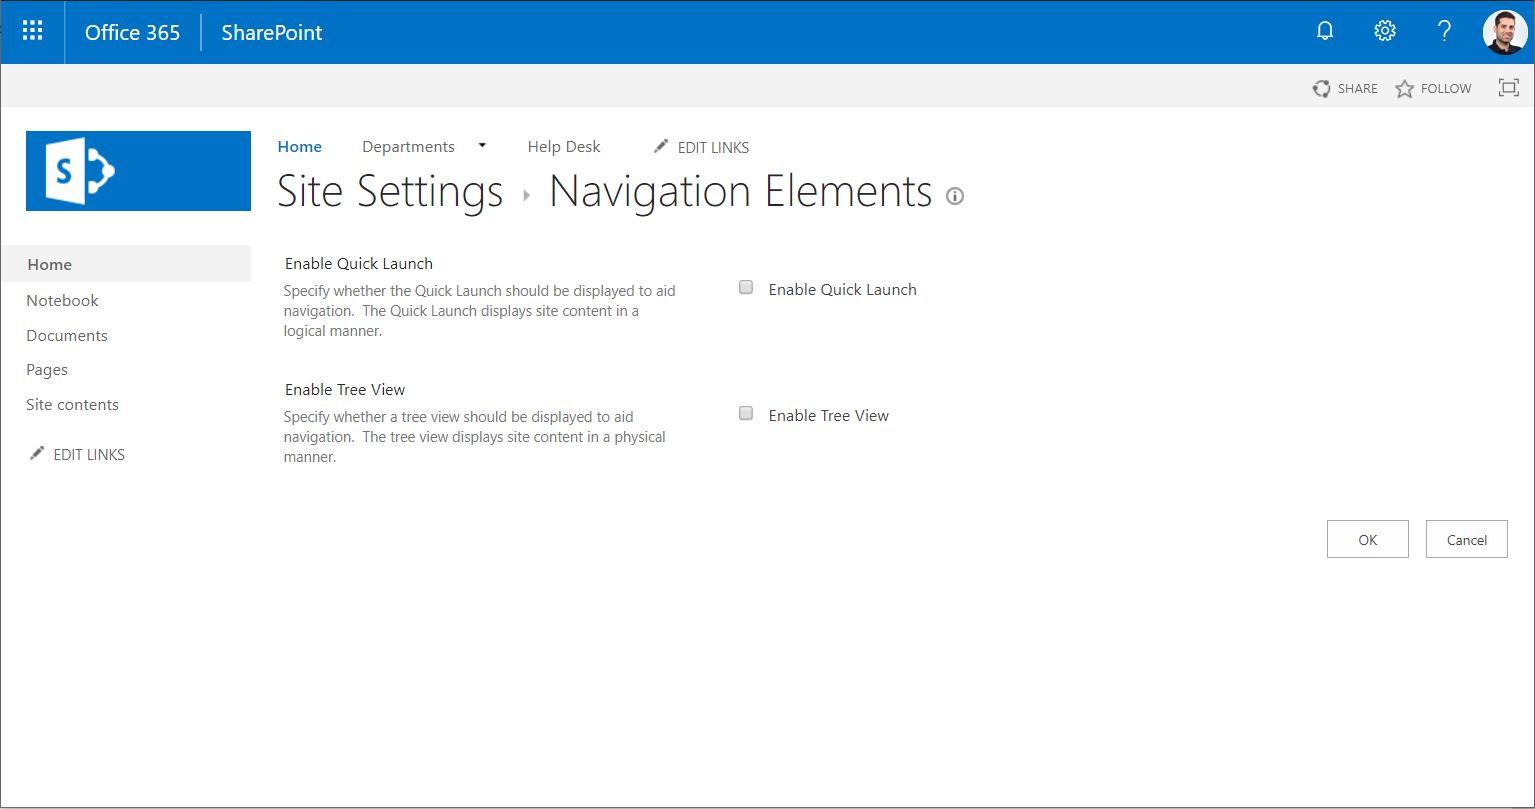 Office 365 SharePoint ?
SHARE FOLLOW
S
Home Departments Help Desk EDIT LINKS
Site Settings Navigation Elements i
Home
Notebook
Documents
Pages
Site contents
EDIT LINKS
Enable Quick Launch
Specify whether the Quick Launch should be displayed to aid
navigation. The Quick Launch displays site content in a
logical manner.
Enable Quick Launch
Enable Tree View
Specify whether a tree view should be displayed to aid
navigation. The tree view displays site content in a physical
manner.
Enable Tree View
OK Cancel